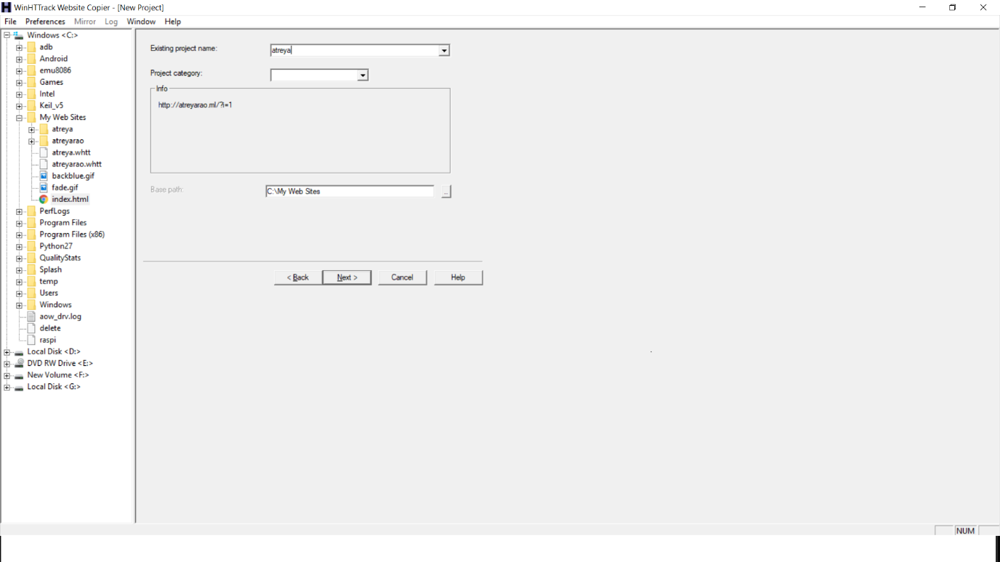 WinHTTrack Website Copier - [New Project]
File Preferences Mirror Log Window Help
Windows <C:>
adb
Android
emu8086
Games
Intel
Keil_v5
My Web Sites
atreya
atreyarao
atreya.whtt
atreyarao.whtt
backblue.gif
fade.gif
index.html
PerfLogs
Program Files
Program Files (x86)
Python27
QualityStats
Splash
temp
Users
Windows
aow_drv.log
delete
raspi
Local Disk <D:>
DVD RW Drive <E:>
New Volume <F:>
Local Disk <G:>
Existing project name: atreya
Project category:
Info
http://atreyarao.ml/?i=1
Base path: C:\My Web Sites ..
< Back Next > Cancel Help
NUM